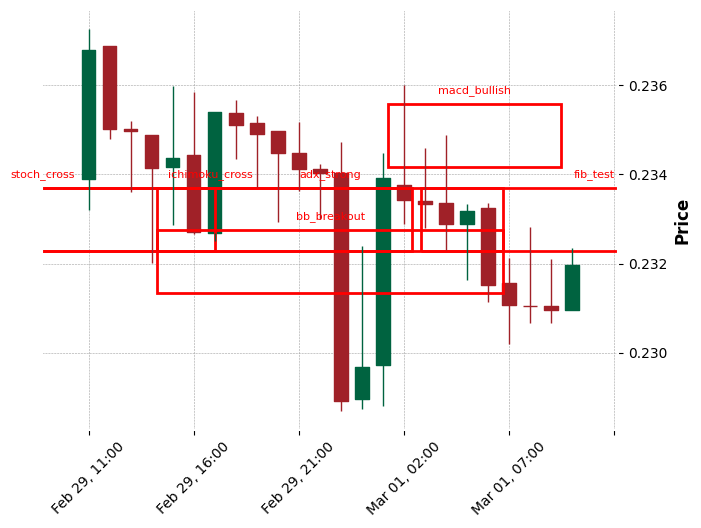 macd_bullish
0.236
stoch_cross
ichimoku_cross
adx_strong
fib_test
0.234
bb_breakout
0.232
0.230
Price
Feb 29, 11:00
Feb 29, 16:00
Feb 29, 21:00
Mar 01, 02:00
Mar 01, 07:00